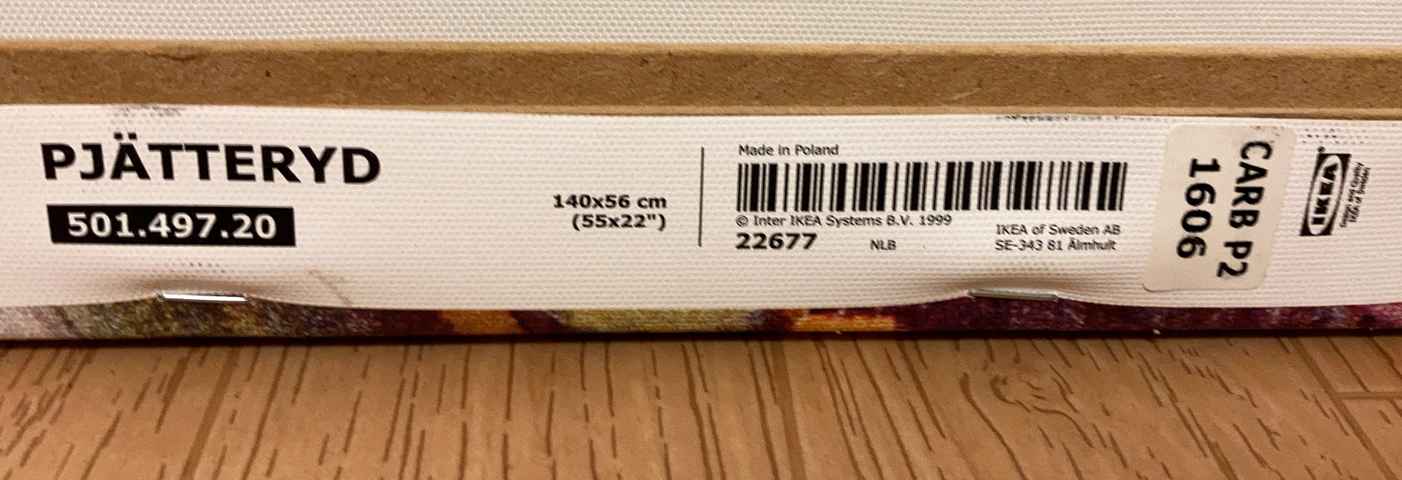 PJÄTTERYD
501.497.20
140x56 cm
(55x22")
Made in Poland
© Inter IKEA Systems B.V. 1999
22677
NLB
IKEA of Sweden AB
SE-343 81 Älmhult
CARB P2
1606
IKEA